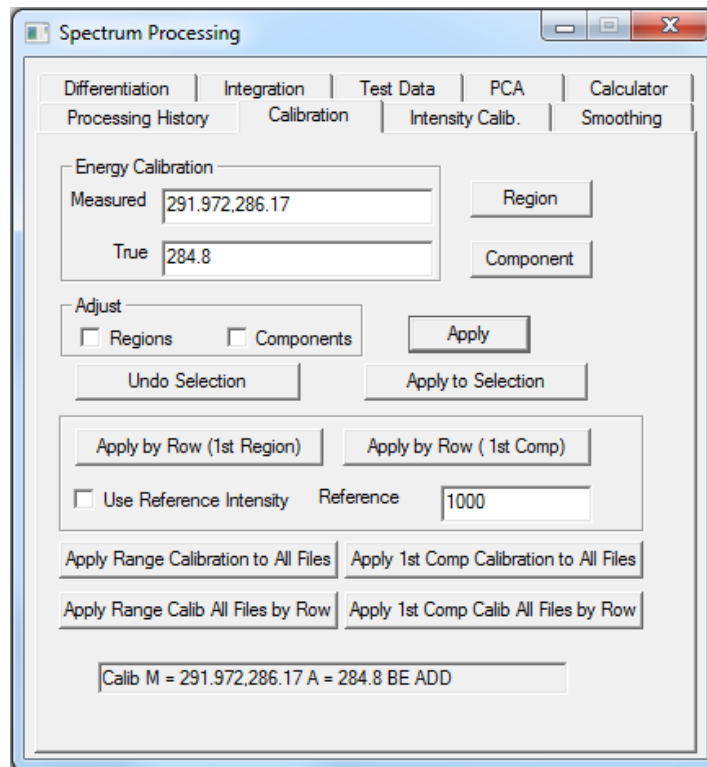 Spectrum Processing
Differentiation Integration Test Data PCA Calculator
Processing History Calibration Intensity Calib. Smoothing
Energy Calibration
Measured 291.972,286.17 Region
True 284.8 Component
Adjust
Regions Components Apply
Undo Selection Apply to Selection
Apply by Row (1st Region) Apply by Row ( 1st Comp)
Use Reference Intensity Reference 1000
Apply Range Calibration to All Files Apply 1st Comp Calibration to All Files
Apply Range Calib All Files by Row Apply 1st Comp Calib All Files by Row
Calib M = 291.972,286.17 A = 284.8 BE ADD